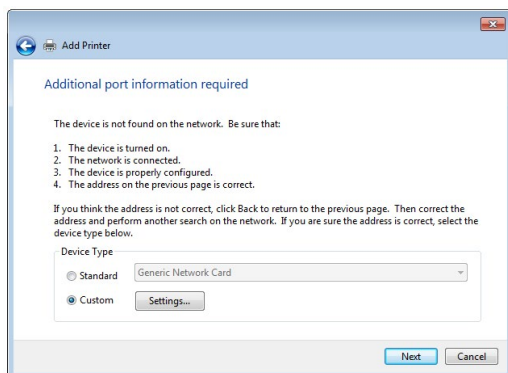 Add Printer
Additional port information required
The device is not found on the network. Be sure that:
1. The device is turned on.
2. The network is connected.
3. The device is properly configured.
4. The address on the previous page is correct.
If you think the address is not correct, click Back to return to the previous page. Then correct the
address and perform another search on the network. If you are sure the address is correct, select the
device type below.
Device Type
Standard
Generic Network Card
Custom
Settings...
Next
Cancel